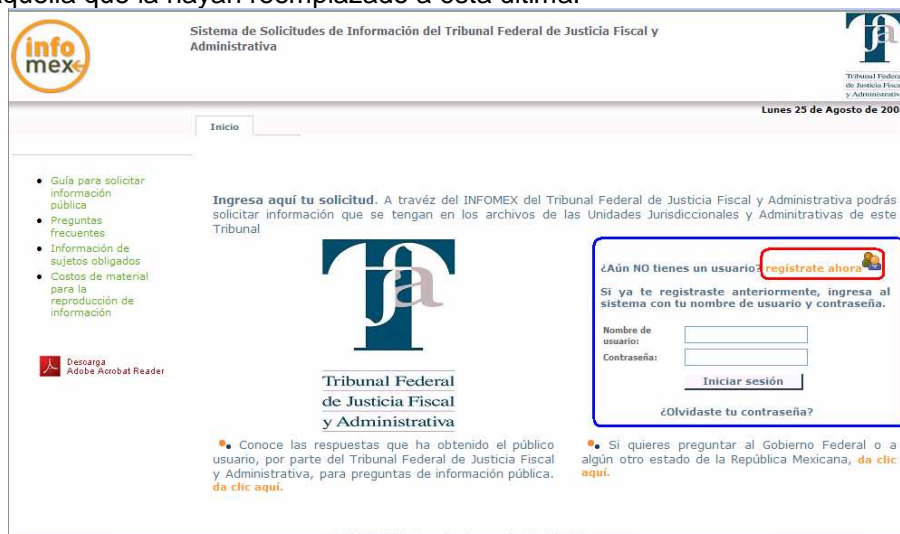 aquella que la hayan reemplazado a esta última.
info
mex
Sistema de Solicitudes de Información del Tribunal Federal de Justicia Fiscal y
Administrativa
Tribunal Federal
de Justicia Fiscal
y Administrativa
Lunes 25 de Agosto de 200
Inicio
Guía para solicitar
información
pública
Preguntas
frecuentes
Información de
sujetos obligados
Costos de material
para la
reproducción de
información
Descarga
Adobe Acrobat Reader
Ingresa aquí tu solicitud. A travéz del INFOMEX del Tribunal Federal de Justicia Fiscal y Administrativa podrás
solicitar información que se tengan en los archivos de las Unidades Jurisdiccionales y Adminitrativas de este
Tribunal
Tribunal Federal
de Justicia Fiscal
y Administrativa
¿Aún NO tienes un usuario? regístrate ahora
Si ya te registraste anteriormente, ingresa al
sistema con tu nombre de usuario y contraseña.
Nombre de
usuario:
Contraseña:
Iniciar sesión
¿Olvidaste tu contraseña?
Conoce las respuestas que ha obtenido el público
usuario, por parte del Tribunal Federal de Justicia Fiscal
y Administrativa, para preguntas de información pública.
da clic aquí.
Si quieres preguntar al Gobierno Federal o a
algún otro estado de la República Mexicana, da clic
aquí.